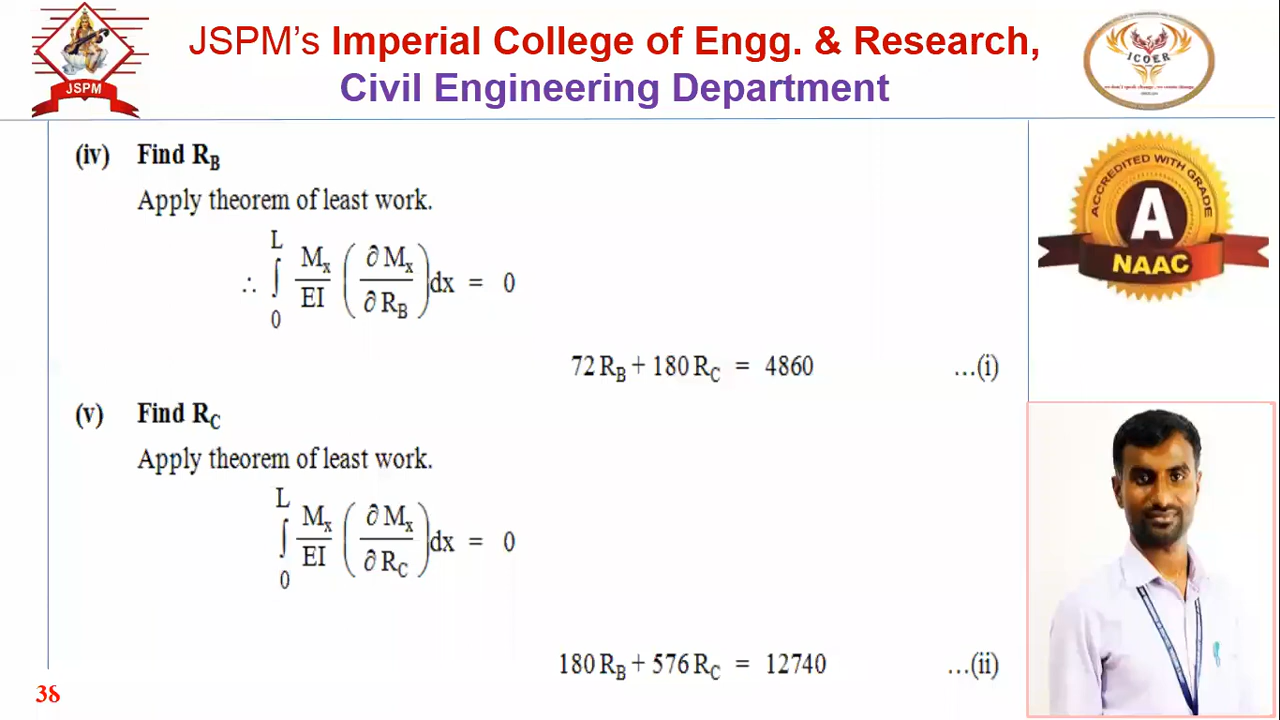 JSPM's Imperial College of Engg. & Research,
Civil Engineering Department
JSPM
ICOER
ACCREDITED WITH GRADE
A
NAAC
(iv) Find R_B
Apply theorem of least work.
∴ ∫₀ᴸ M_x/EI (∂M_x/∂R_B) dx = 0
72 R_B + 180 R_C = 4860 ...(i)
(v) Find R_C
Apply theorem of least work.
∫₀ᴸ M_x/EI (∂M_x/∂R_C) dx = 0
180 R_B + 576 R_C = 12740 ...(ii)
38